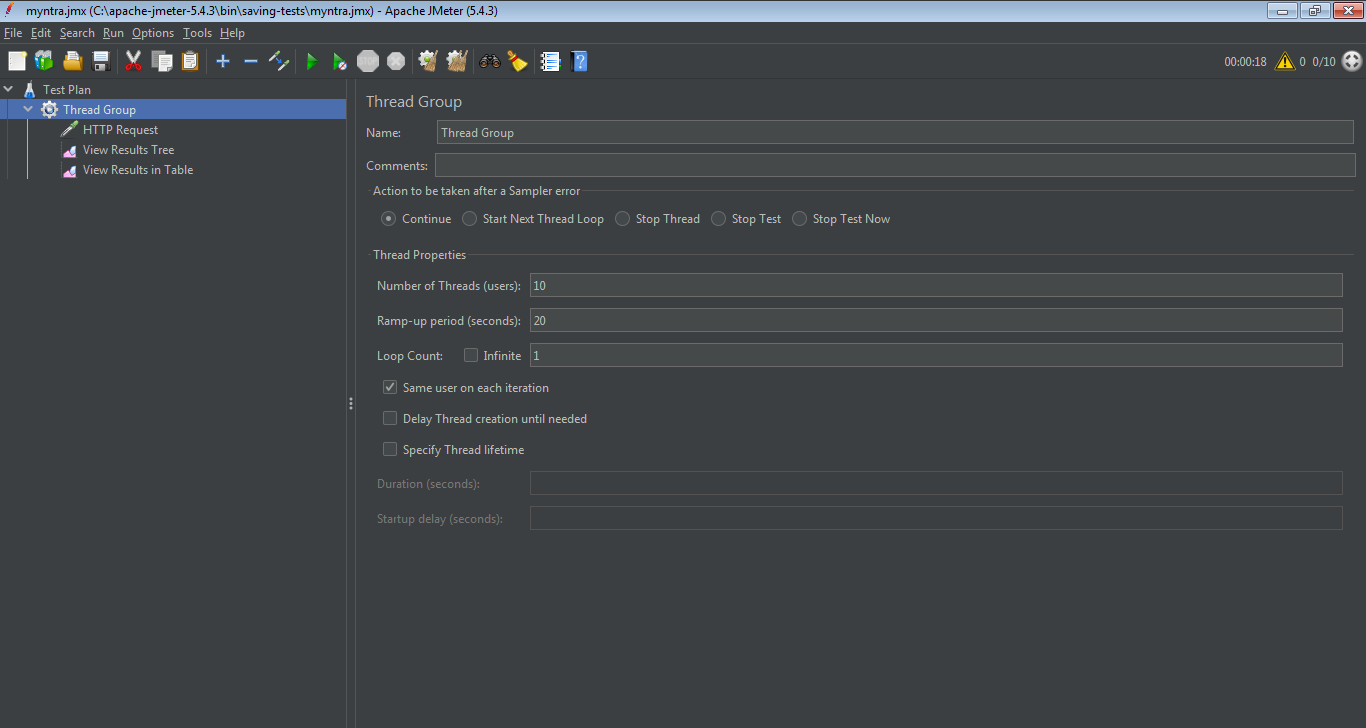 myntra.jmx (C:\apache-jmeter-5.4.3\bin\saving-tests\myntra.jmx) - Apache JMeter (5.4.3)
File Edit Search Run Options Tools Help
STOP 00:00:18 0 0/10
Test Plan
Thread Group
HTTP Request
View Results Tree
View Results in Table
Thread Group
Name: Thread Group
Comments:
Action to be taken after a Sampler error
Continue Start Next Thread Loop Stop Thread Stop Test Stop Test Now
Thread Properties
Number of Threads (users): 10
Ramp-up period (seconds): 20
Loop Count: Infinite 1
Same user on each iteration
Delay Thread creation until needed
Specify Thread lifetime
Duration (seconds):
Startup delay (seconds):